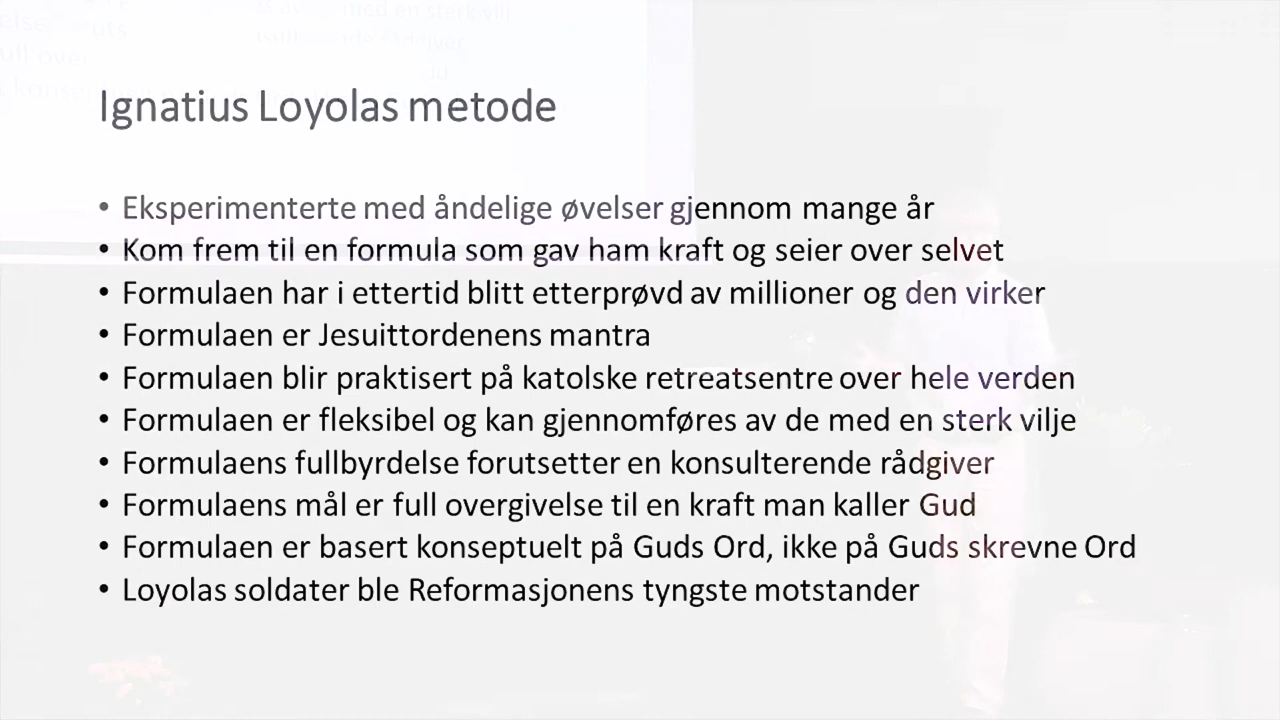 Ignatius Loyolas metode
• Eksperimenterte med åndelige øvelser gjennom mange år
• Kom frem til en formula som gav ham kraft og seier over selvet
• Formulaen har i ettertid blitt etterprøvd av millioner og den virker
• Formulaen er Jesuittordenens mantra
• Formulaen blir praktisert på katolske retreatsentre over hele verden
• Formulaen er fleksibel og kan gjennomføres av de med en sterk vilje
• Formulaens fullbyrdelse forutsetter en konsulterende rådgiver
• Formulaens mål er full overgivelse til en kraft man kaller Gud
• Formulaen er basert konseptuelt på Guds Ord, ikke på Guds skrevne Ord
• Loyolas soldater ble Reformasjonens tyngste motstander